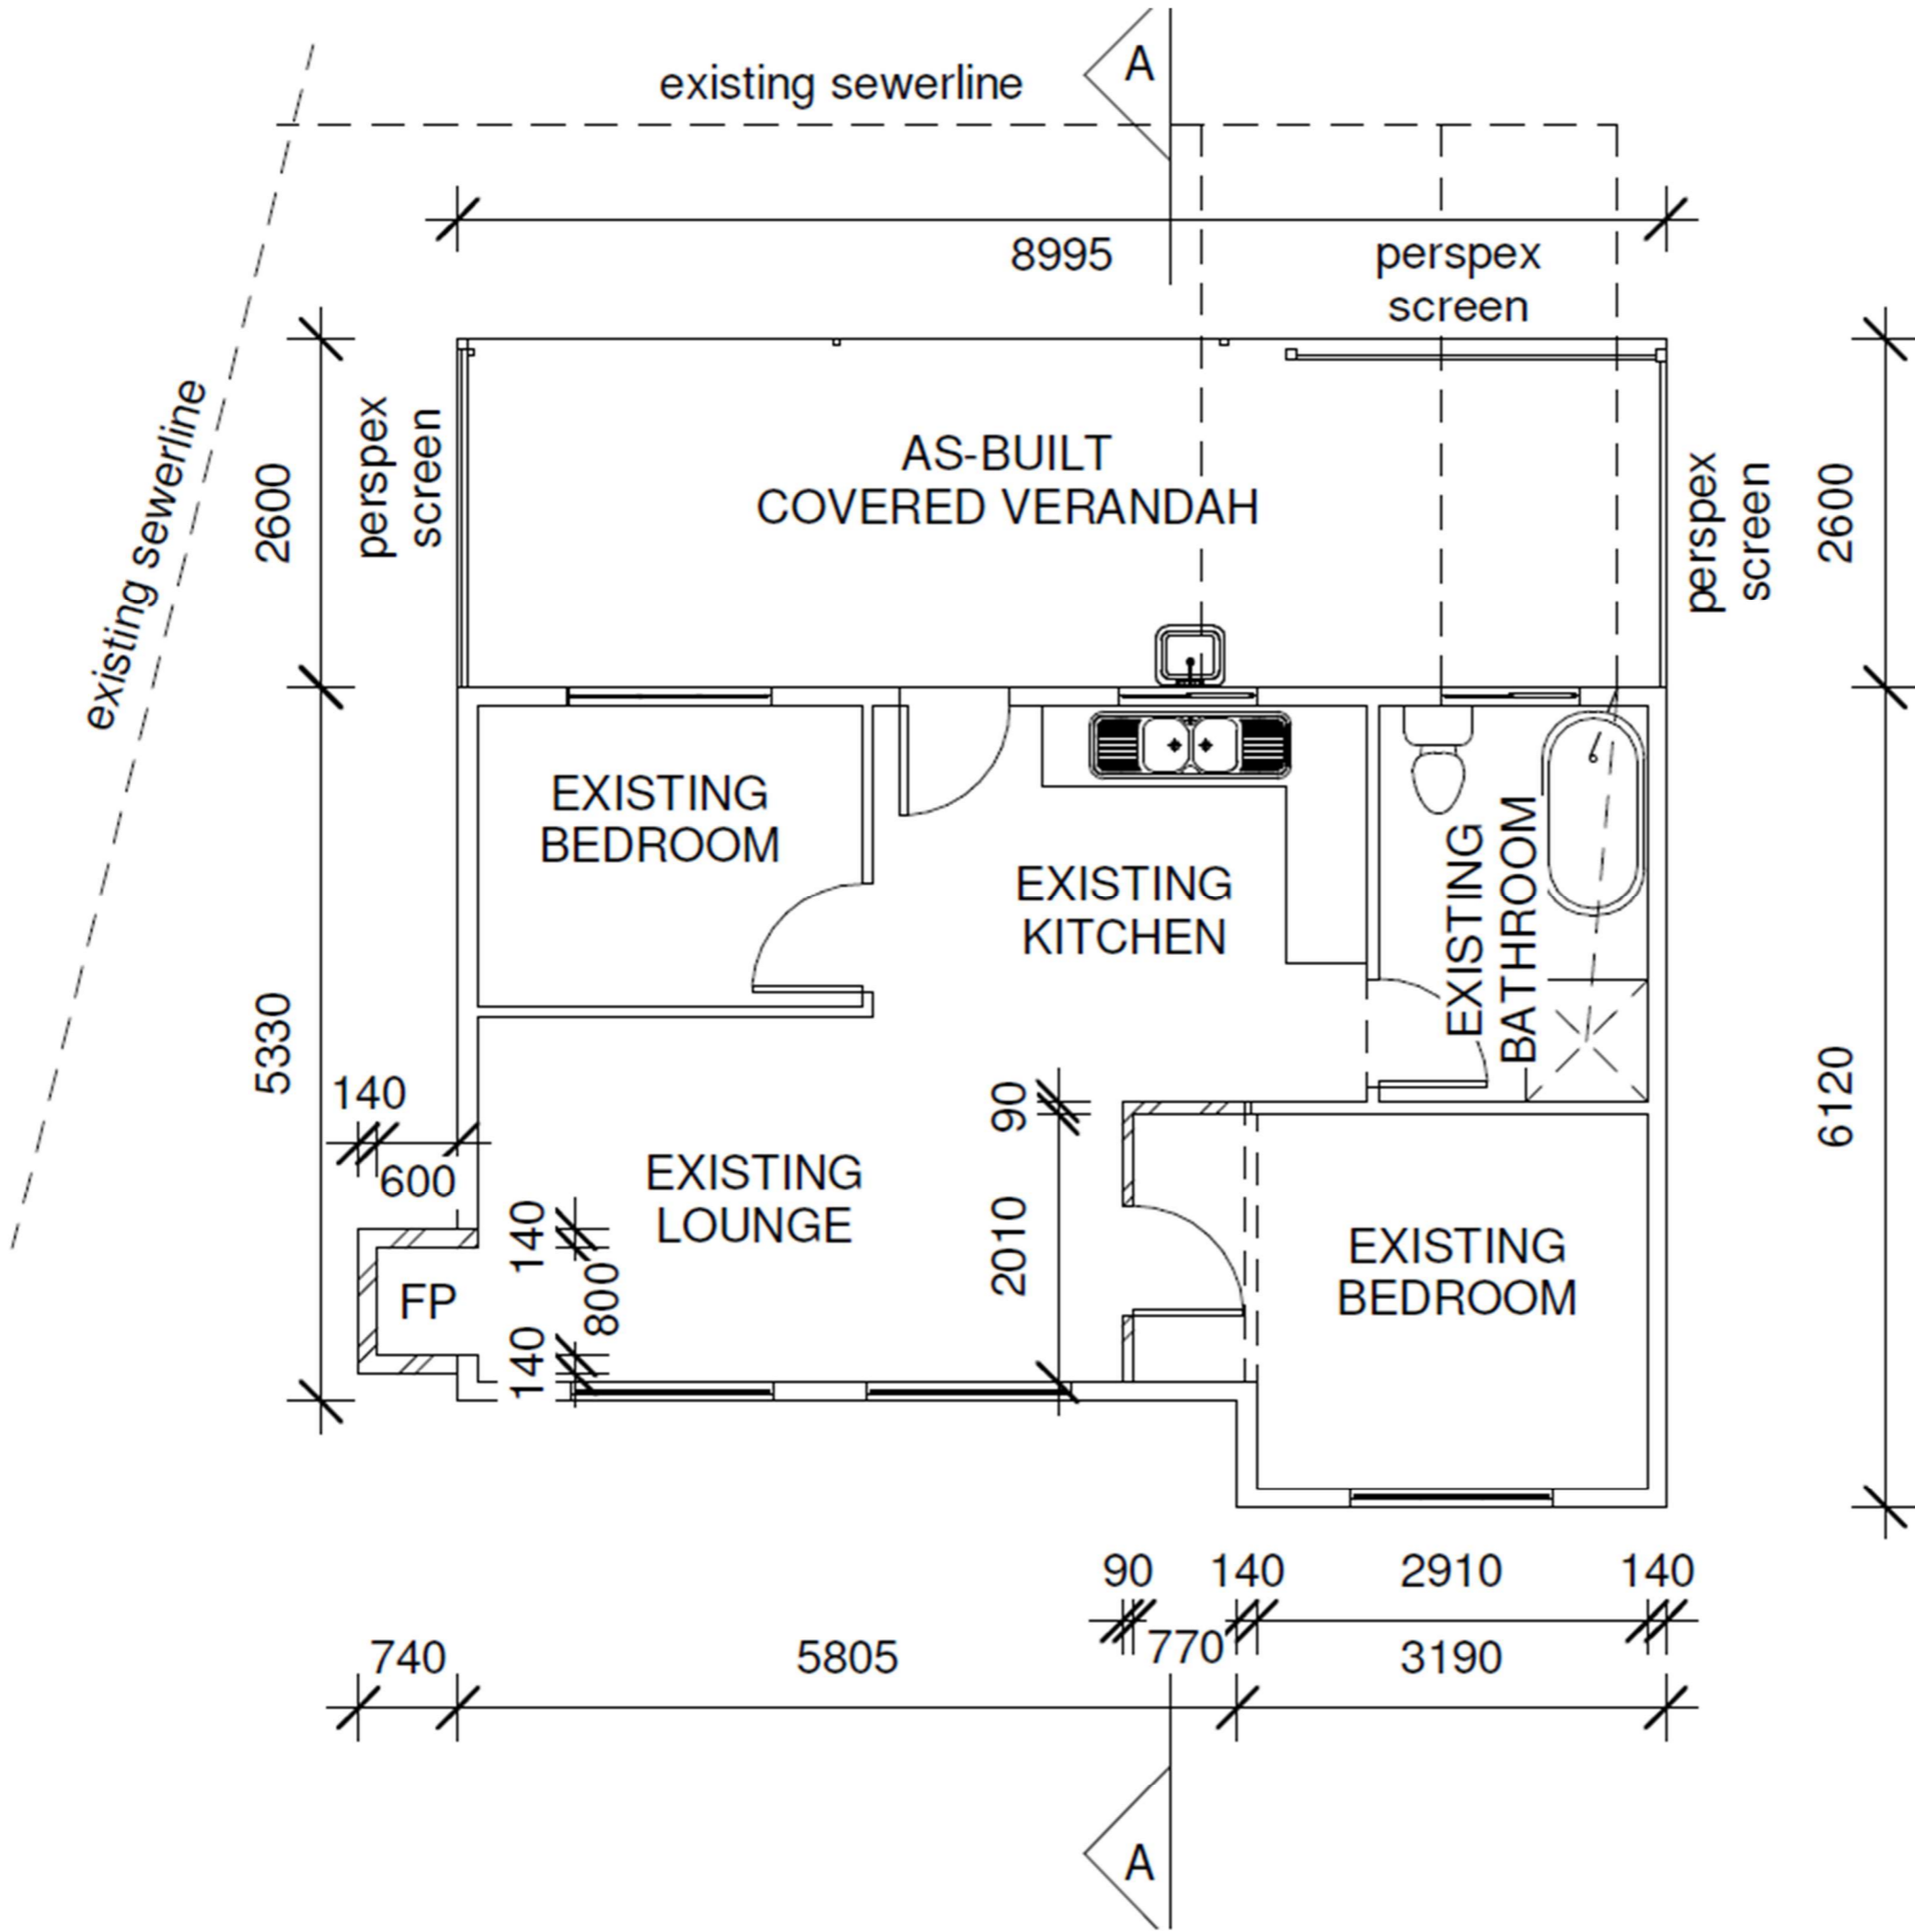 A
existing sewerline
8995
perspex
screen
existing sewerline
2600
perspex
screen
AS-BUILT
COVERED VERANDAH
perspex
screen
2600
EXISTING
BEDROOM
EXISTING
KITCHEN
EXISTING
BATHROOM
5330
6120
140
600
90
2010
EXISTING
LOUNGE
140
800
140
FP
EXISTING
BEDROOM
90
140
2910
140
740
5805
770
3190
A